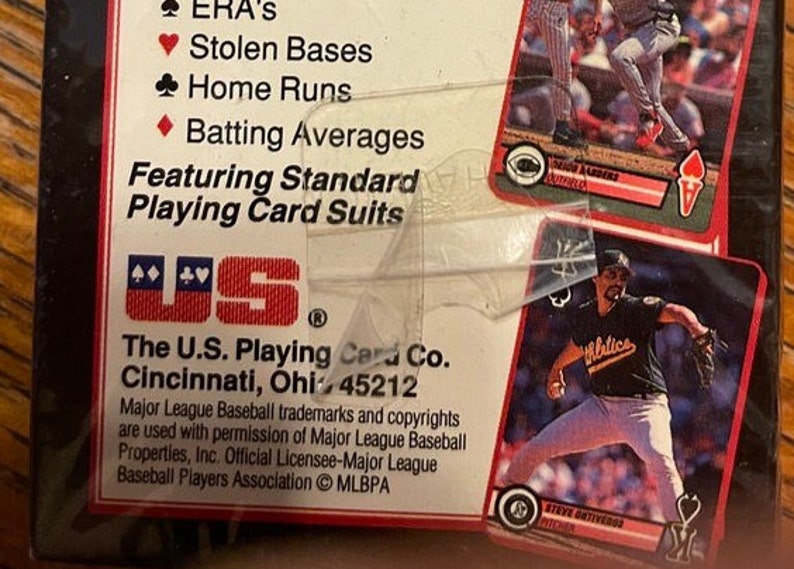 ERA's
Stolen Bases
Home Runs
Batting Averages
Featuring Standard
Playing Card Suits
US®
The U.S. Playing Card Co.
Cincinnati, Ohio 45212
Major League Baseball trademarks and copyrights
are used with permission of Major League Baseball
Properties, Inc. Official Licensee-Major League
Baseball Players Association © MLBPA
SANDERS
OUTFIELD
A
K
Athletics
STEVE ONTIVEROS
PITCHER
K